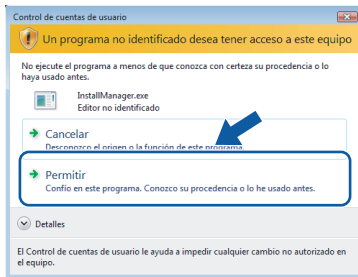 Control de cuentas de usuario
Un programa no identificado desea tener acceso a este equipo
No ejecute el programa a menos que conozca con certeza su procedencia o lo
haya usado antes.
InstallManager.exe
Editor no identificado
Cancelar
Desconozco el origen o la función de este programa.
Permitir
Confío en este programa. Conozco su procedencia o lo he usado antes.
Detalles
El Control de cuentas de usuario le ayuda a impedir cualquier cambio no autorizado en
el equipo.